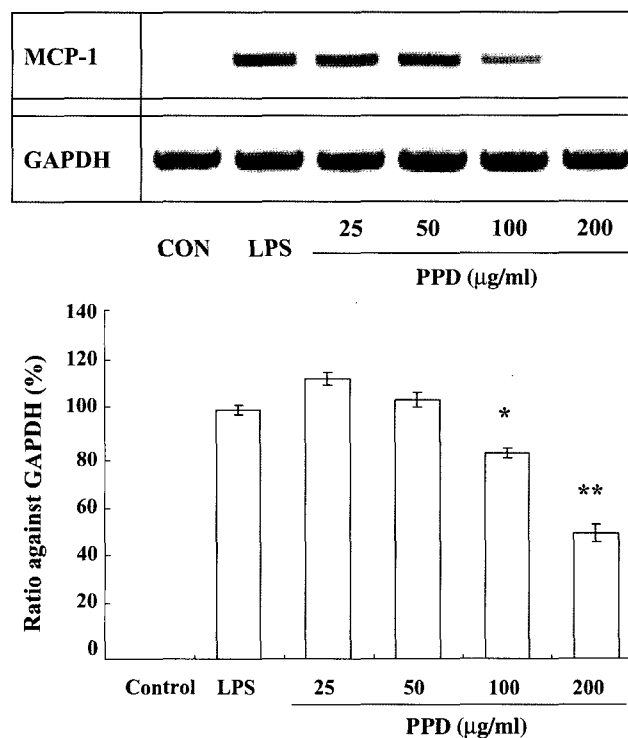 MCP-1
GAPDH
CON LPS 25 50 100 200
PPD (µg/ml)
Ratio against GAPDH (%)
140
120
100
80
60
40
20
0
*
**
Control LPS 25 50 100 200
PPD (µg/ml)